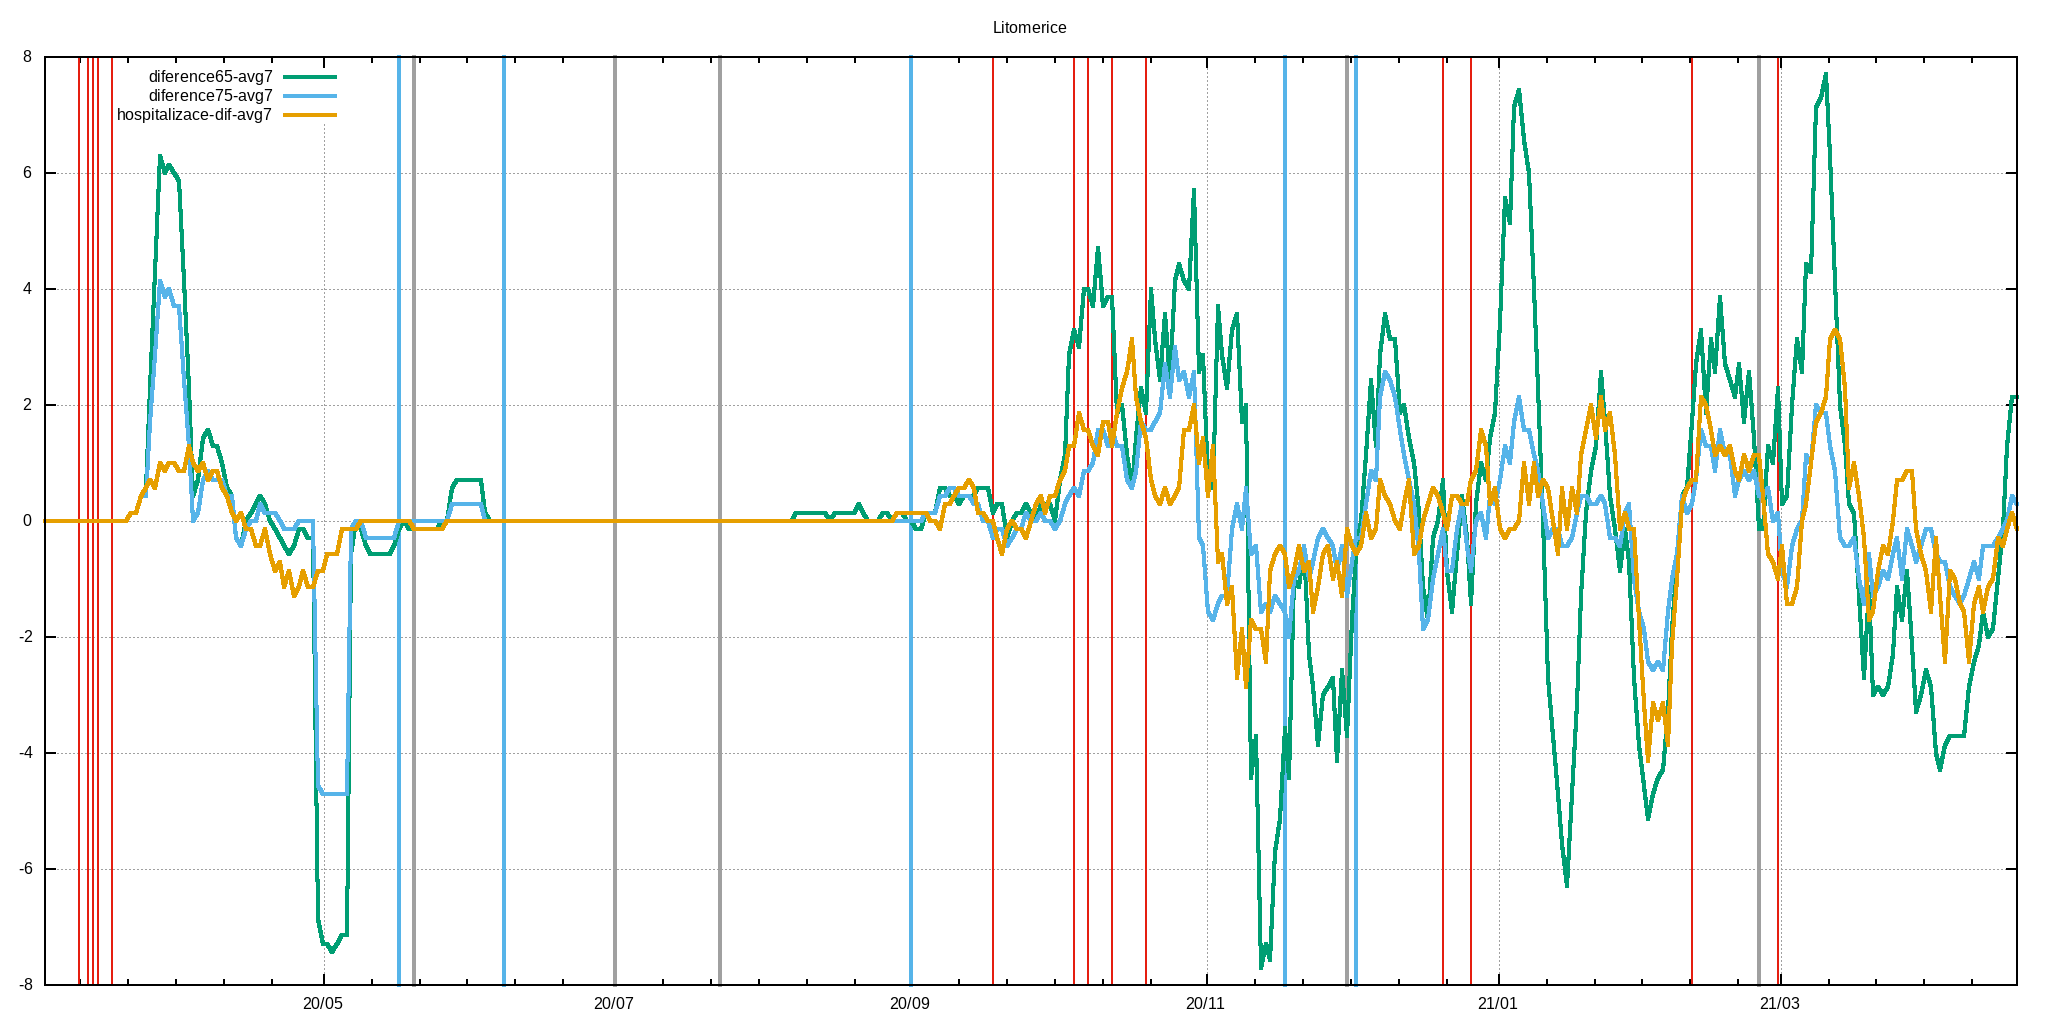 Litomerice
8
diference65-avg7
diference75-avg7
hospitalizace-dif-avg7
6
4
2
0
-2
-4
-6
-8
20/05 20/07 20/09 20/11 21/01 21/03